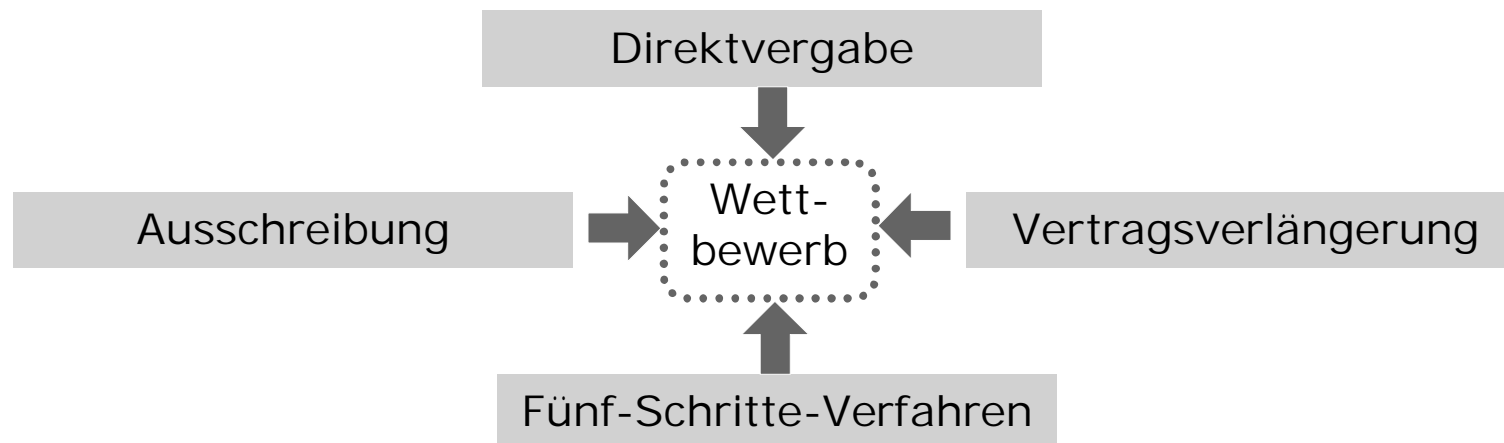 Direktvergabe
Ausschreibung
Wett-
bewerb
Vertragsverlängerung
Fünf-Schritte-Verfahren